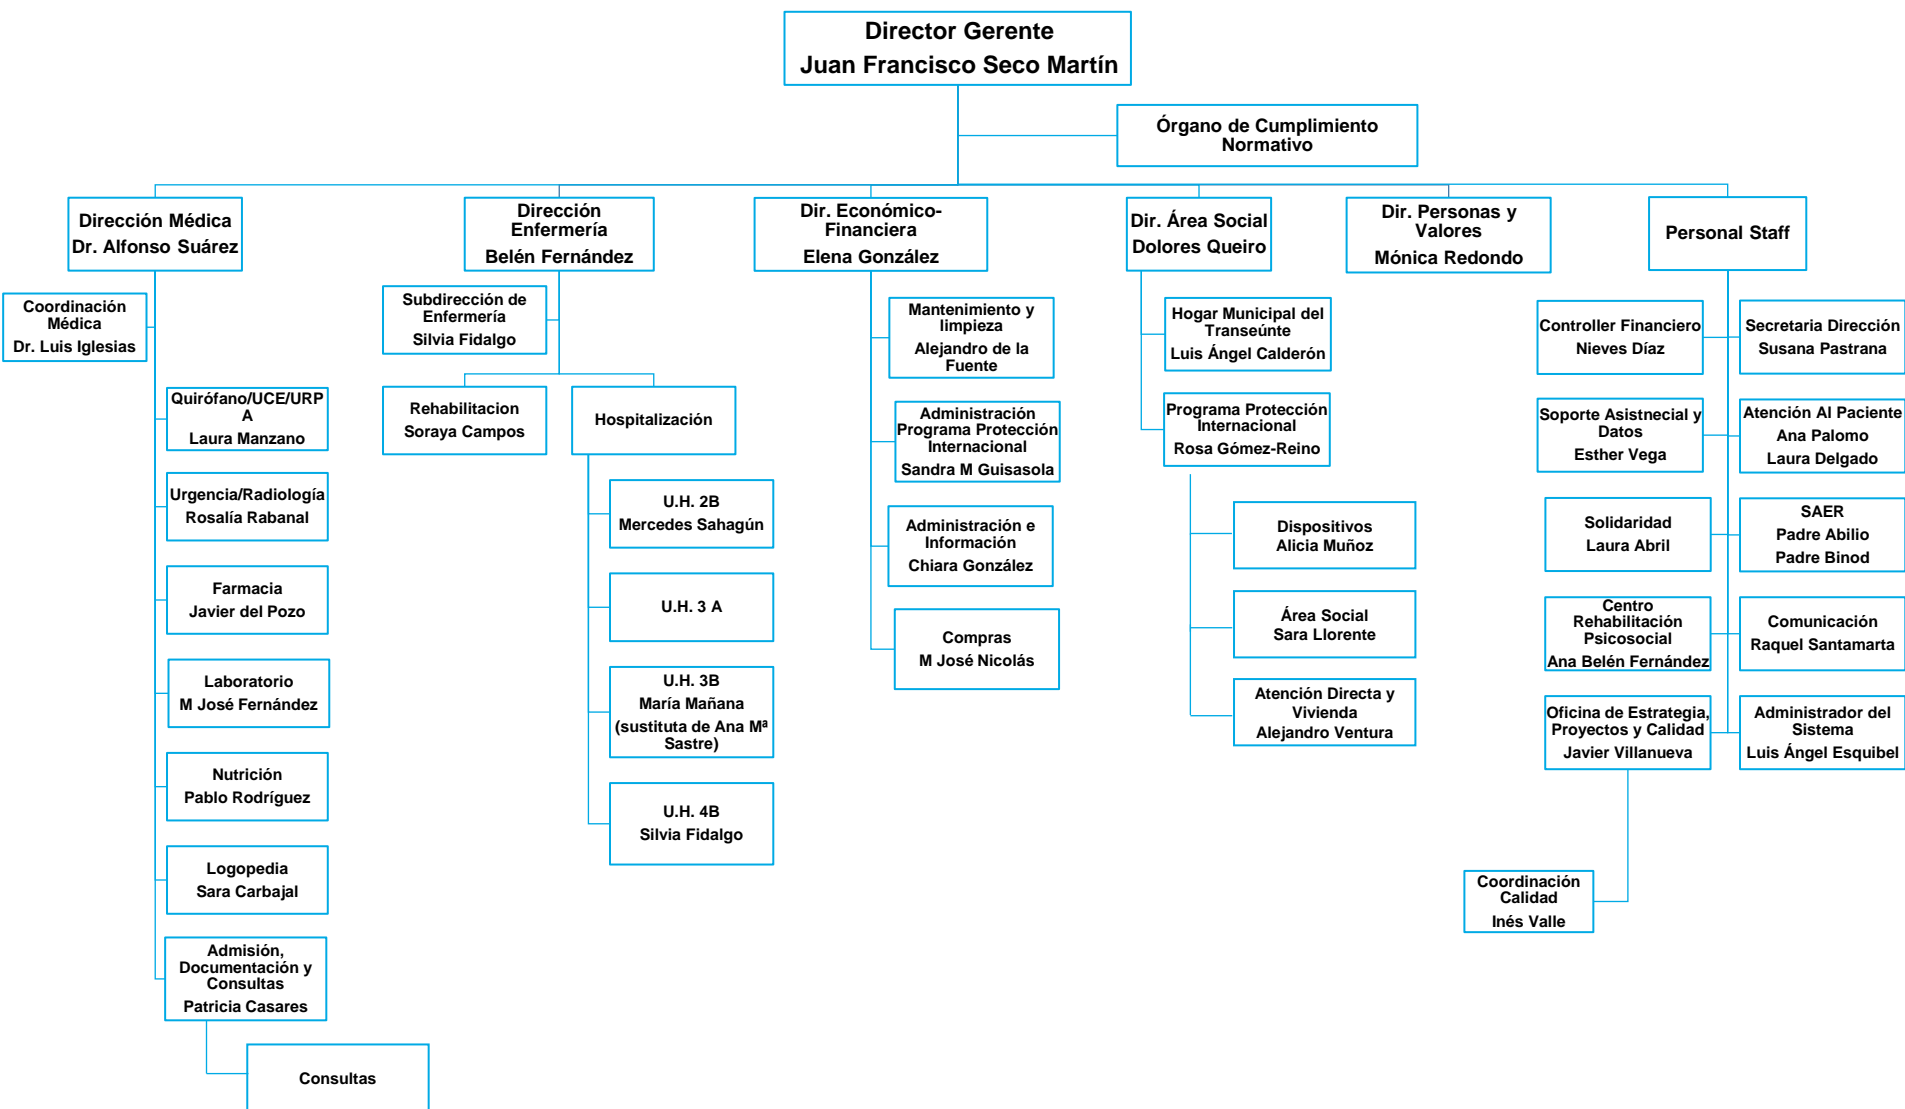 Director Gerente
Juan Francisco Seco Martín
Órgano de Cumplimiento
Normativo
Dirección Médica
Dr. Alfonso Suárez
Coordinación
Médica
Dr. Luis Iglesias
Quirófano/UCE/URP
A
Laura Manzano
Urgencia/Radiología
Rosalía Rabanal
Farmacia
Javier del Pozo
Laboratorio
M José Fernández
Nutrición
Pablo Rodríguez
Logopedia
Sara Carbajal
Admisión,
Documentación y
Consultas
Patricia Casares
Consultas
Dirección
Enfermería
Belén Fernández
Subdirección de
Enfermería
Silvia Fidalgo
Rehabilitacion
Soraya Campos
Hospitalización
U.H. 2B
Mercedes Sahagún
U.H. 3 A
U.H. 3B
María Mañana
(sustituta de Ana Mª
Sastre)
U.H. 4B
Silvia Fidalgo
Dir. Económico-
Financiera
Elena González
Mantenimiento y
limpieza
Alejandro de la
Fuente
Administración
Programa Protección
Internacional
Sandra M Guisasola
Administración e
Información
Chiara González
Compras
M José Nicolás
Dir. Área Social
Dolores Queiro
Hogar Municipal del
Transeúnte
Luis Ángel Calderón
Programa Protección
Internacional
Rosa Gómez-Reino
Dispositivos
Alicia Muñoz
Área Social
Sara Llorente
Atención Directa y
Vivienda
Alejandro Ventura
Dir. Personas y
Valores
Mónica Redondo
Personal Staff
Controller Financiero
Nieves Díaz
Secretaria Dirección
Susana Pastrana
Soporte Asistnecial y
Datos
Esther Vega
Atención Al Paciente
Ana Palomo
Laura Delgado
Solidaridad
Laura Abril
SAER
Padre Abilio
Padre Binod
Centro
Rehabilitación
Psicosocial
Ana Belén Fernández
Comunicación
Raquel Santamarta
Oficina de Estrategia,
Proyectos y Calidad
Javier Villanueva
Administrador del
Sistema
Luis Ángel Esquibel
Coordinación
Calidad
Inés Valle